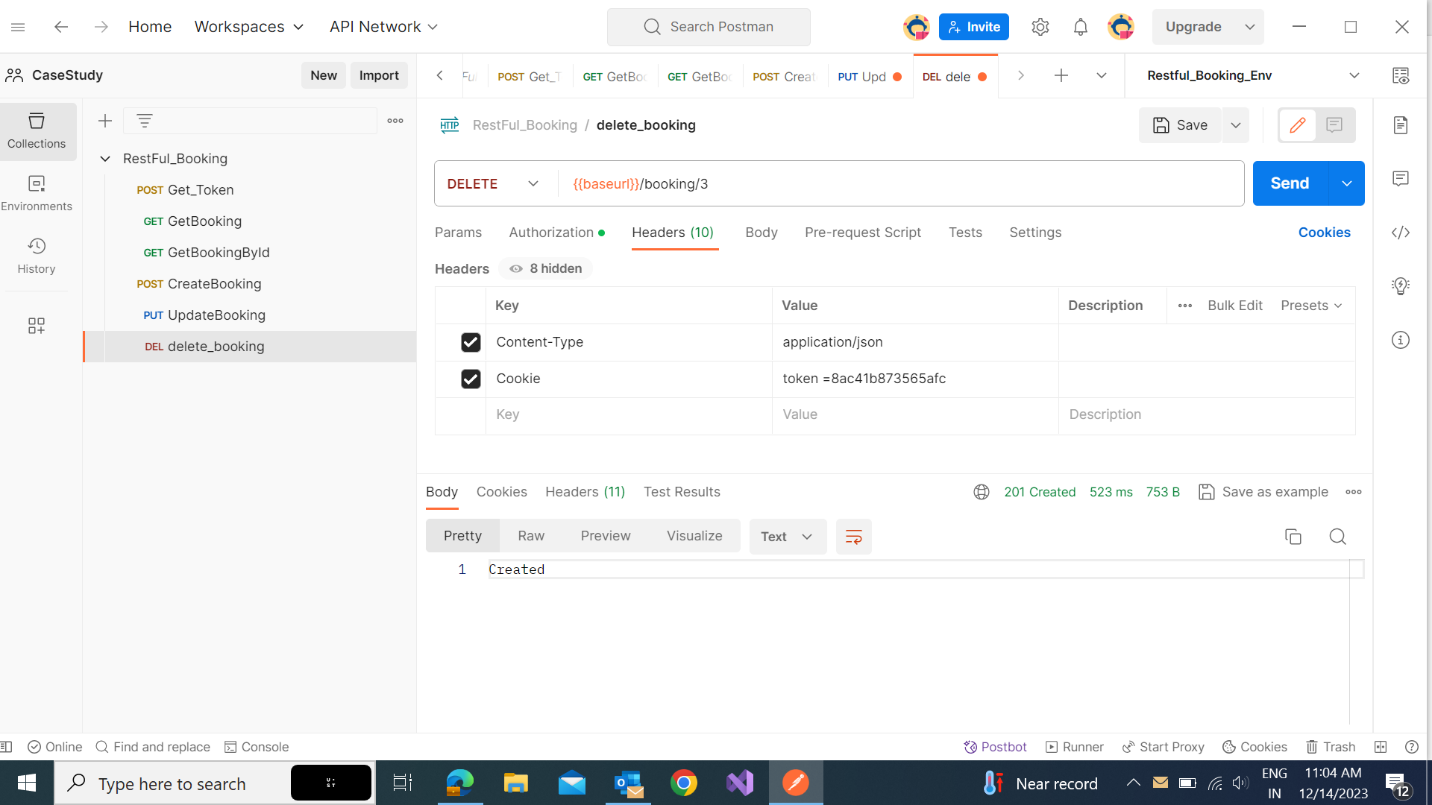 Home Workspaces API Network Search Postman Invite Upgrade
CaseStudy New Import
POST Get_T GET GetBoo GET GetBoo POST Creat PUT Upd DEL dele Restful_Booking_Env
Collections
Environments
History
RestFul_Booking
POST Get_Token
GET GetBooking
GET GetBookingById
POST CreateBooking
PUT UpdateBooking
DEL delete_booking
HTTP RestFul_Booking / delete_booking Save
DELETE {{baseurl}}/booking/3 Send
Params Authorization Headers (10) Body Pre-request Script Tests Settings Cookies
Headers 8 hidden
Key Value Description Bulk Edit Presets
Content-Type application/json
Cookie token =8ac41b873565afc
Key Value Description
Body Cookies Headers (11) Test Results 201 Created 523 ms 753 B Save as example
Pretty Raw Preview Visualize Text
1 Created
Online Find and replace Console Postbot Runner Start Proxy Cookies Trash
Type here to search Near record
ENG
IN
11:04 AM
12/14/2023
12